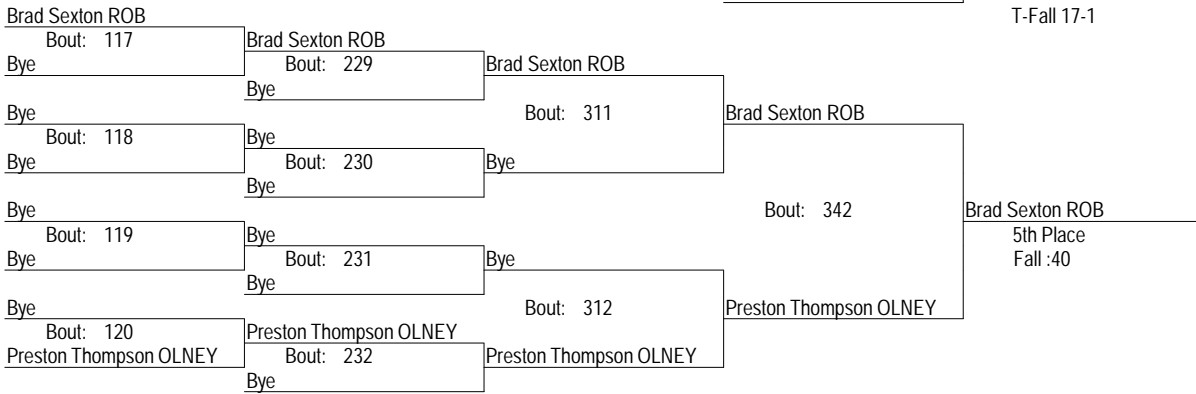 T-Fall 17-1
Brad Sexton ROB
Bout: 117
Bye
Brad Sexton ROB
Bout: 229
Bye
Brad Sexton ROB
Bye
Bout: 118
Bye
Bout: 311
Brad Sexton ROB
Bye
Bout: 230
Bye
Bye
Bye
Bout: 119
Bye
Bout: 342
Brad Sexton ROB
5th Place
Fall :40
Bye
Bout: 231
Bye
Bye
Bye
Bout: 120
Preston Thompson OLNEY
Bout: 312
Preston Thompson OLNEY
Preston Thompson OLNEY
Bout: 232
Bye
Preston Thompson OLNEY